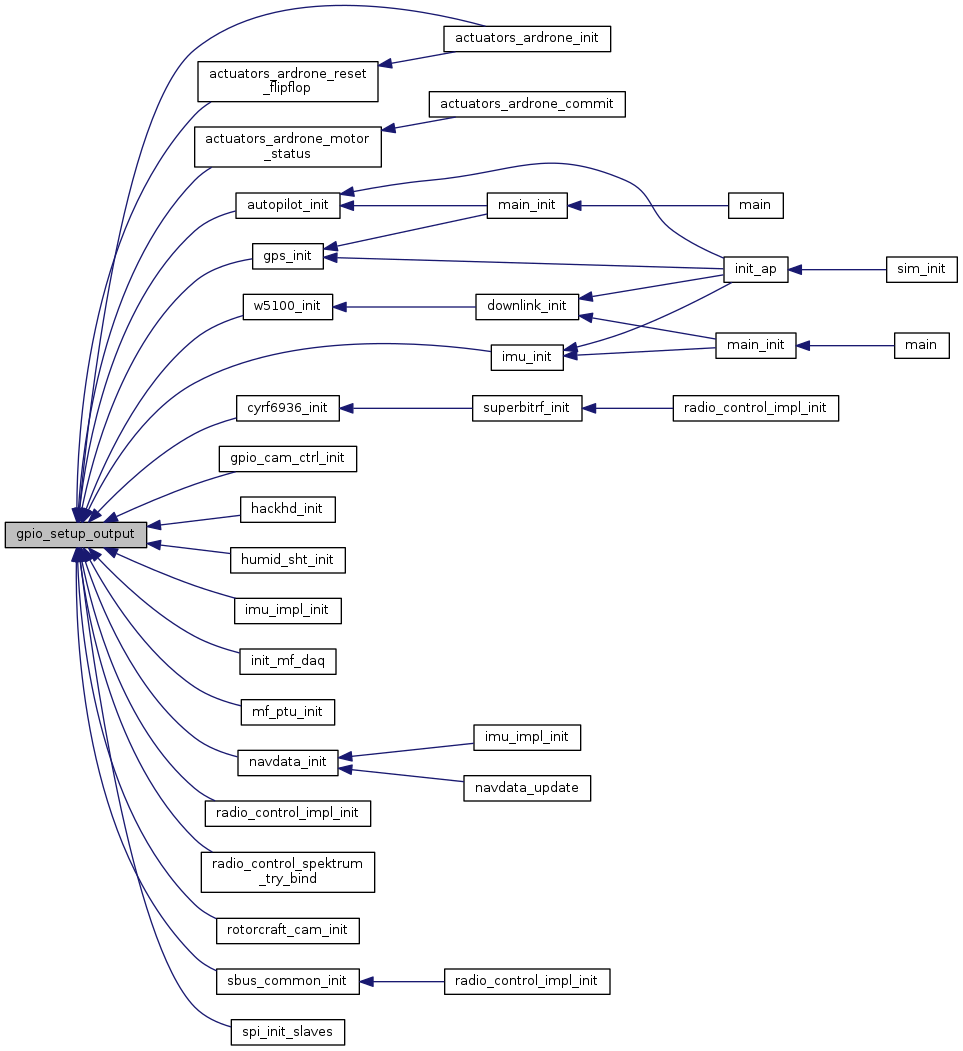 actuators_ardrone_init
actuators_ardrone_reset
_flipflop
actuators_ardrone_commit
actuators_ardrone_motor
_status
autopilot_init
main_init
main
gps_init
init_ap
sim_init
w5100_init
downlink_init
imu_init
main_init
main
cyrf6936_init
superbitrf_init
radio_control_impl_init
gpio_cam_ctrl_init
hackhd_init
gpio_setup_output
humid_sht_init
imu_impl_init
init_mf_daq
mf_ptu_init
navdata_init
imu_impl_init
navdata_update
radio_control_impl_init
radio_control_spektrum
_try_bind
rotorcraft_cam_init
sbus_common_init
radio_control_impl_init
spi_init_slaves